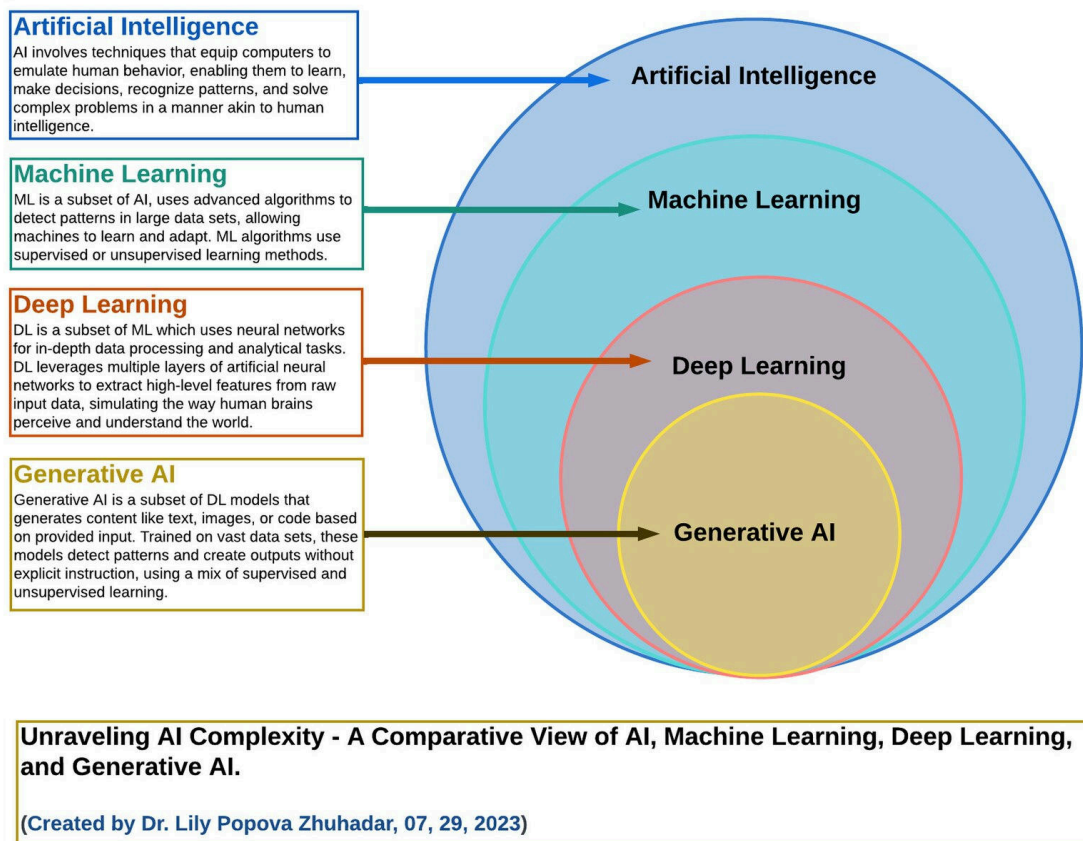 Artificial Intelligence
AI involves techniques that equip computers to
emulate human behavior, enabling them to learn,
make decisions, recognize patterns, and solve
complex problems in a manner akin to human
intelligence.
Machine Learning
ML is a subset of AI, uses advanced algorithms to
detect patterns in large data sets, allowing
machines to learn and adapt. ML algorithms use
supervised or unsupervised learning methods.
Deep Learning
DL is a subset of ML which uses neural networks
for in-depth data processing and analytical tasks.
DL leverages multiple layers of artificial neural
networks to extract high-level features from raw
input data, simulating the way human brains
perceive and understand the world.
Generative AI
Generative AI is a subset of DL models that
generates content like text, images, or code based
on provided input. Trained on vast data sets, these
models detect patterns and create outputs without
explicit instruction, using a mix of supervised and
unsupervised learning.
Artificial Intelligence
Machine Learning
Deep Learning
Generative AI
Unraveling AI Complexity - A Comparative View of AI, Machine Learning, Deep Learning,
and Generative AI.
(Created by Dr. Lily Popova Zhuhadar, 07, 29, 2023)